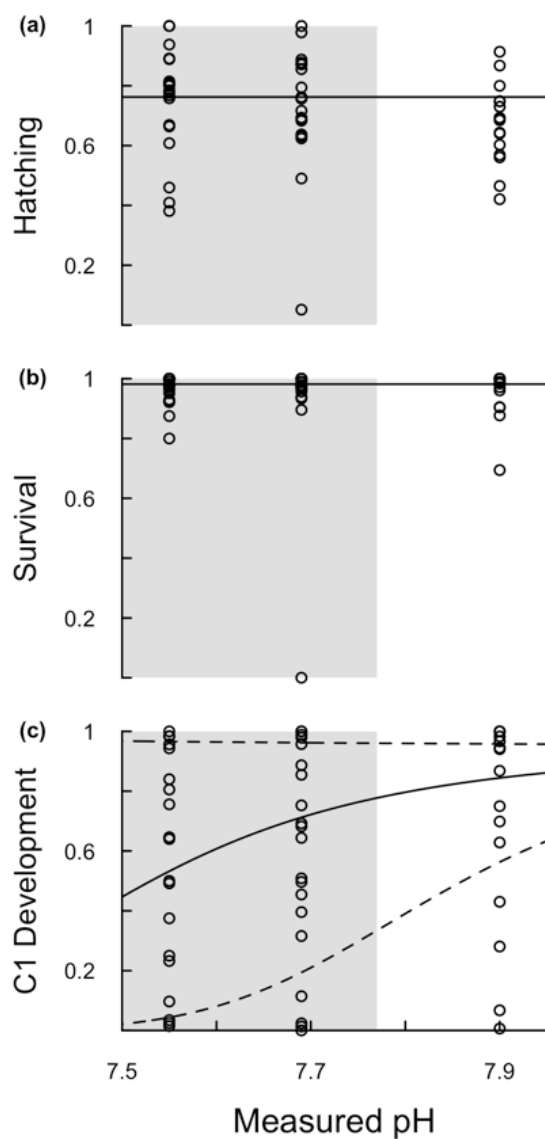 (a)
1
0.6
0.2
Hatching
(b)
1
0.6
0.2
Survival
(c)
1
0.6
0.2
C1 Development
7.5 7.7 7.9
Measured pH